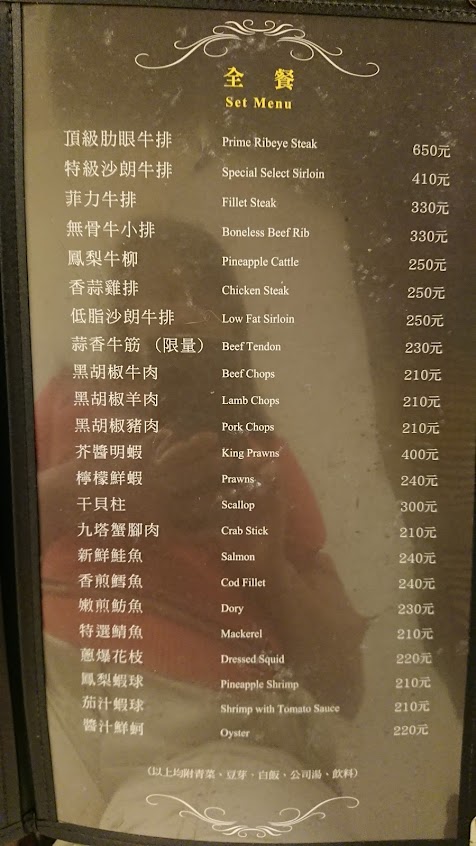 全 餐
Set Menu
頂級肋眼牛排 Prime Ribeye Steak 650元
特級沙朗牛排 Special Select Sirloin 410元
菲力牛排 Fillet Steak 330元
無骨牛小排 Boneless Beef Rib 330元
鳳梨牛柳 Pineapple Cattle 250元
香蒜雞排 Chicken Steak 250元
低脂沙朗牛排 Low Fat Sirloin 250元
蒜香牛筋 (限量) Beef Tendon 230元
黑胡椒牛肉 Beef Chops 210元
黑胡椒羊肉 Lamb Chops 210元
黑胡椒豬肉 Pork Chops 210元
芥醬明蝦 King Prawns 400元
檸檬鮮蝦 Prawns 240元
干貝柱 Scallop 300元
九塔蟹腳肉 Crab Stick 210元
新鮮鮭魚 Salmon 240元
香煎鱈魚 Cod Fillet 240元
嫩煎魴魚 Dory 230元
特選鯖魚 Mackerel 210元
蔥爆花枝 Dressed Squid 220元
鳳梨蝦球 Pineapple Shrimp 210元
茄汁蝦球 Shrimp with Tomato Sauce 210元
醬汁鮮蚵 Oyster 220元
(以上均附青菜、豆芽、白飯、公司湯、飲料)